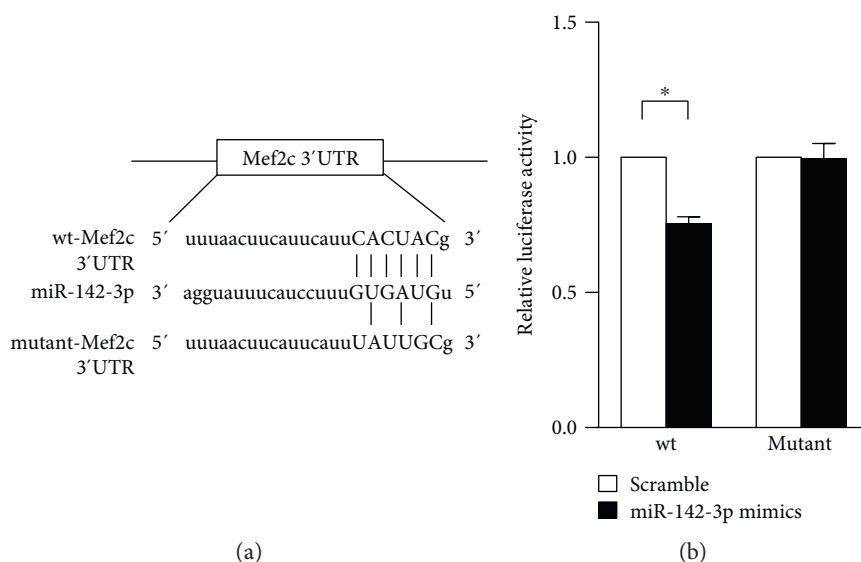 Mef2c 3′UTR
wt-Mef2c 5′ uuuaacuucauucauuCACUACg 3′
3′UTR
miR-142-3p 3′ agguauuucauccuuuGUGAUGu 5′
mutant-Mef2c 5′ uuuaacuucauucauuUAUUGCg 3′
3′UTR
(a)
Relative luciferase activity
1.5
1.0
0.5
0.0
*
wt Mutant
Scramble
miR-142-3p mimics
(b)